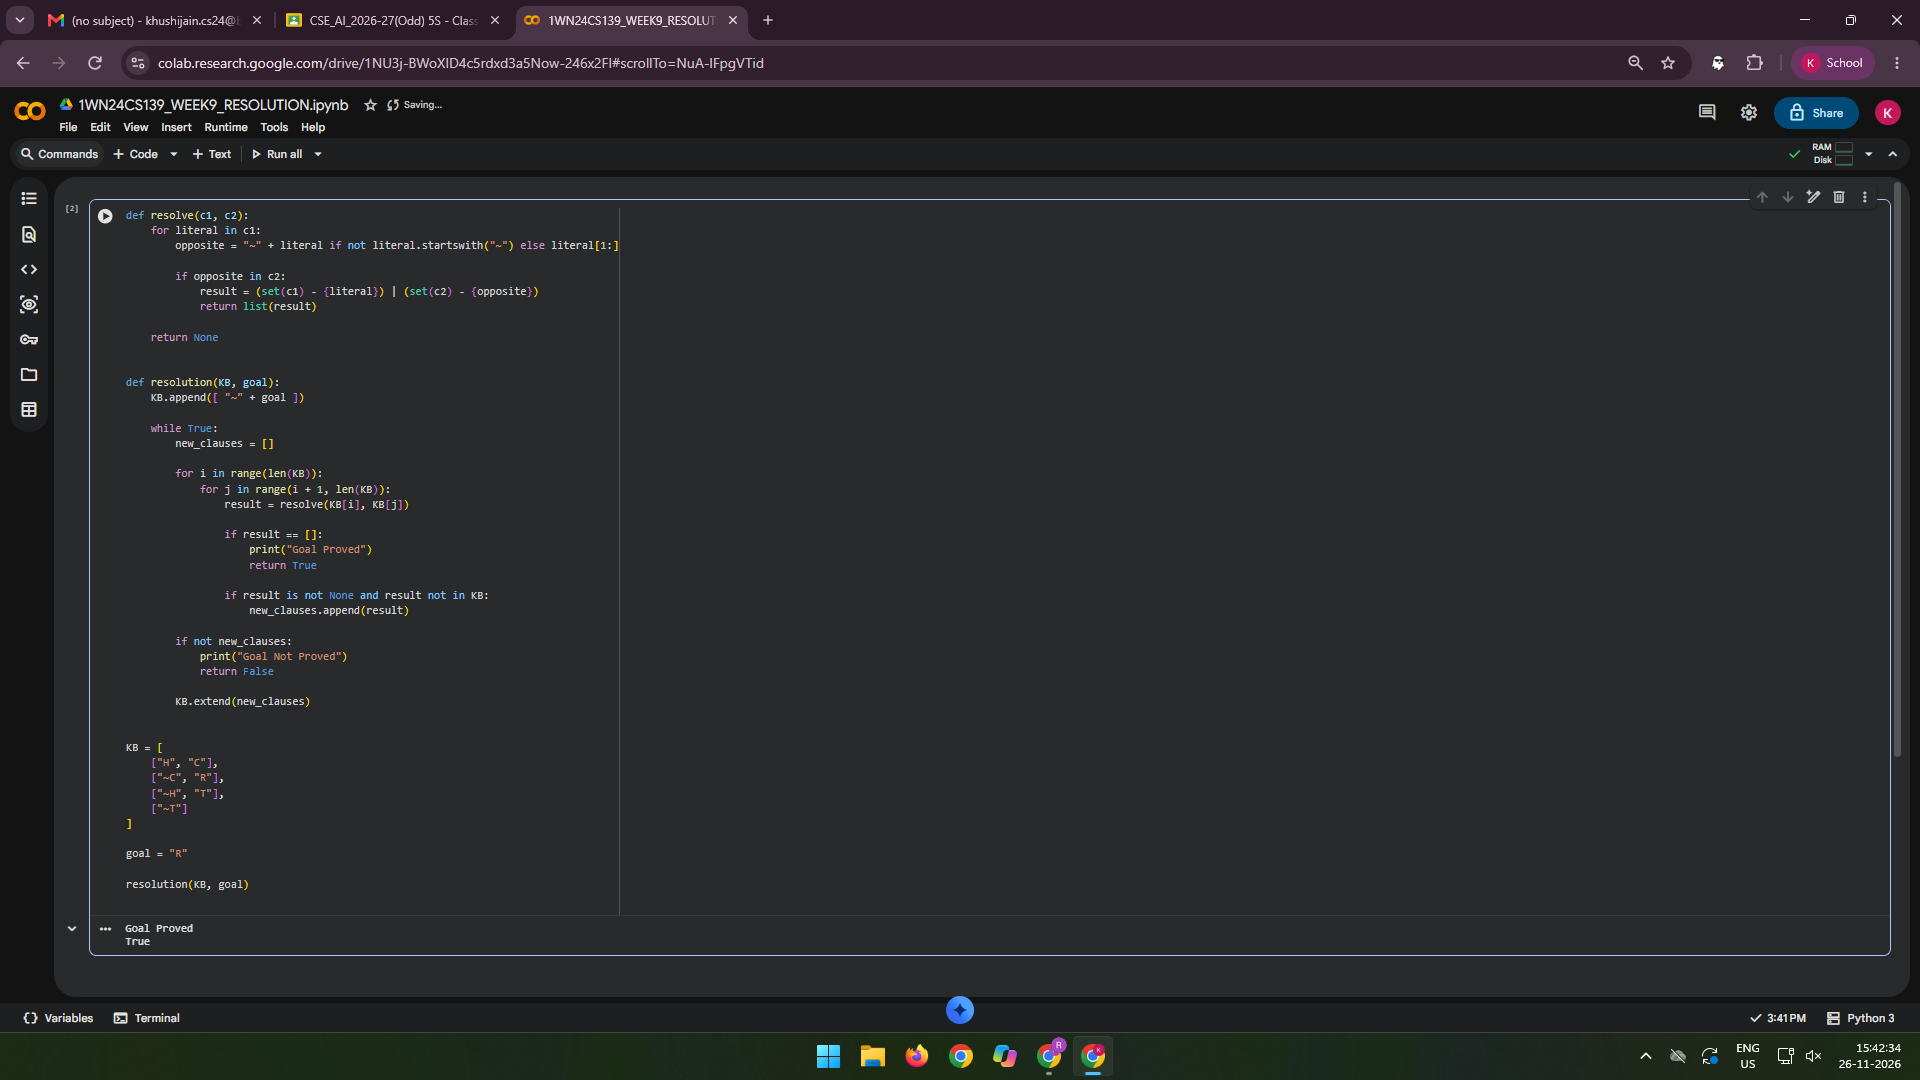 (no subject) - khushijain.cs24@
CSE_AI_2026-27(Odd) 5S - Class
1WN24CS139_WEEK9_RESOLUT
colab.research.google.com/drive/1NU3j-BWoXlD4c5rdxd3a5Now-246x2Fl#scrollTo=NuA-lFpgVTid
K School
1WN24CS139_WEEK9_RESOLUTION.ipynb
Saving...
File Edit View Insert Runtime Tools Help
Share
K
Commands + Code + Text Run all
RAM
Disk
[2]
def resolve(c1, c2):
    for literal in c1:
        opposite = "~" + literal if not literal.startswith("~") else literal[1:]
        if opposite in c2:
            result = (set(c1) - {literal}) | (set(c2) - {opposite})
            return list(result)
    return None
def resolution(KB, goal):
    KB.append([ "~" + goal ])
    while True:
        new_clauses = []
        for i in range(len(KB)):
            for j in range(i + 1, len(KB)):
                result = resolve(KB[i], KB[j])
                if result == []:
                    print("Goal Proved")
                    return True
                if result is not None and result not in KB:
                    new_clauses.append(result)
        if not new_clauses:
            print("Goal Not Proved")
            return False
        KB.extend(new_clauses)
KB = [
    ["H", "C"],
    ["~C", "R"],
    ["~H", "T"],
    ["~T"]
]
goal = "R"
resolution(KB, goal)
Goal Proved
True
Variables
Terminal
3:41 PM
Python 3
R
K
ENG
US
15:42:34
26-11-2026